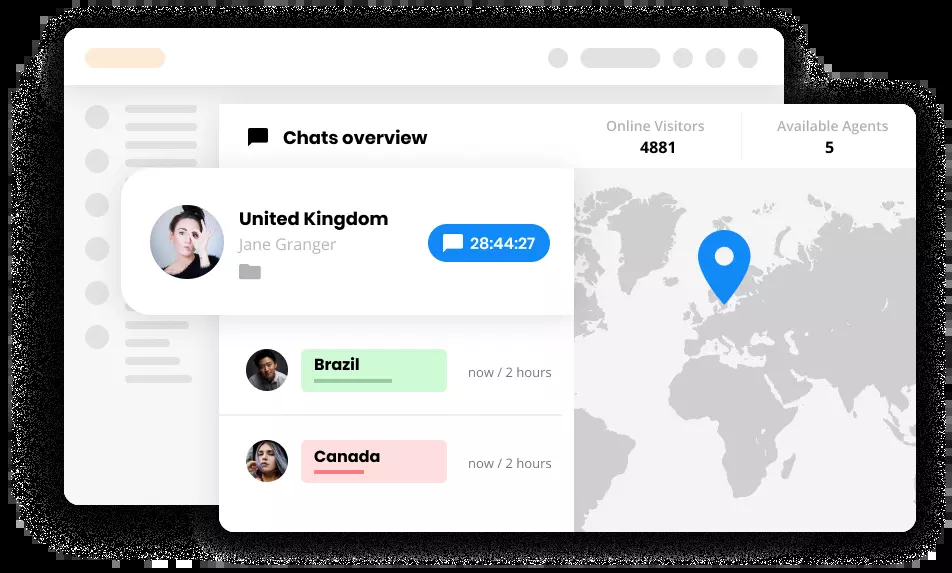 Chats overview
Online Visitors
4881
Available Agents
5
United Kingdom
Jane Granger
28:44:27
Brazil
now / 2 hours
Canada
now / 2 hours